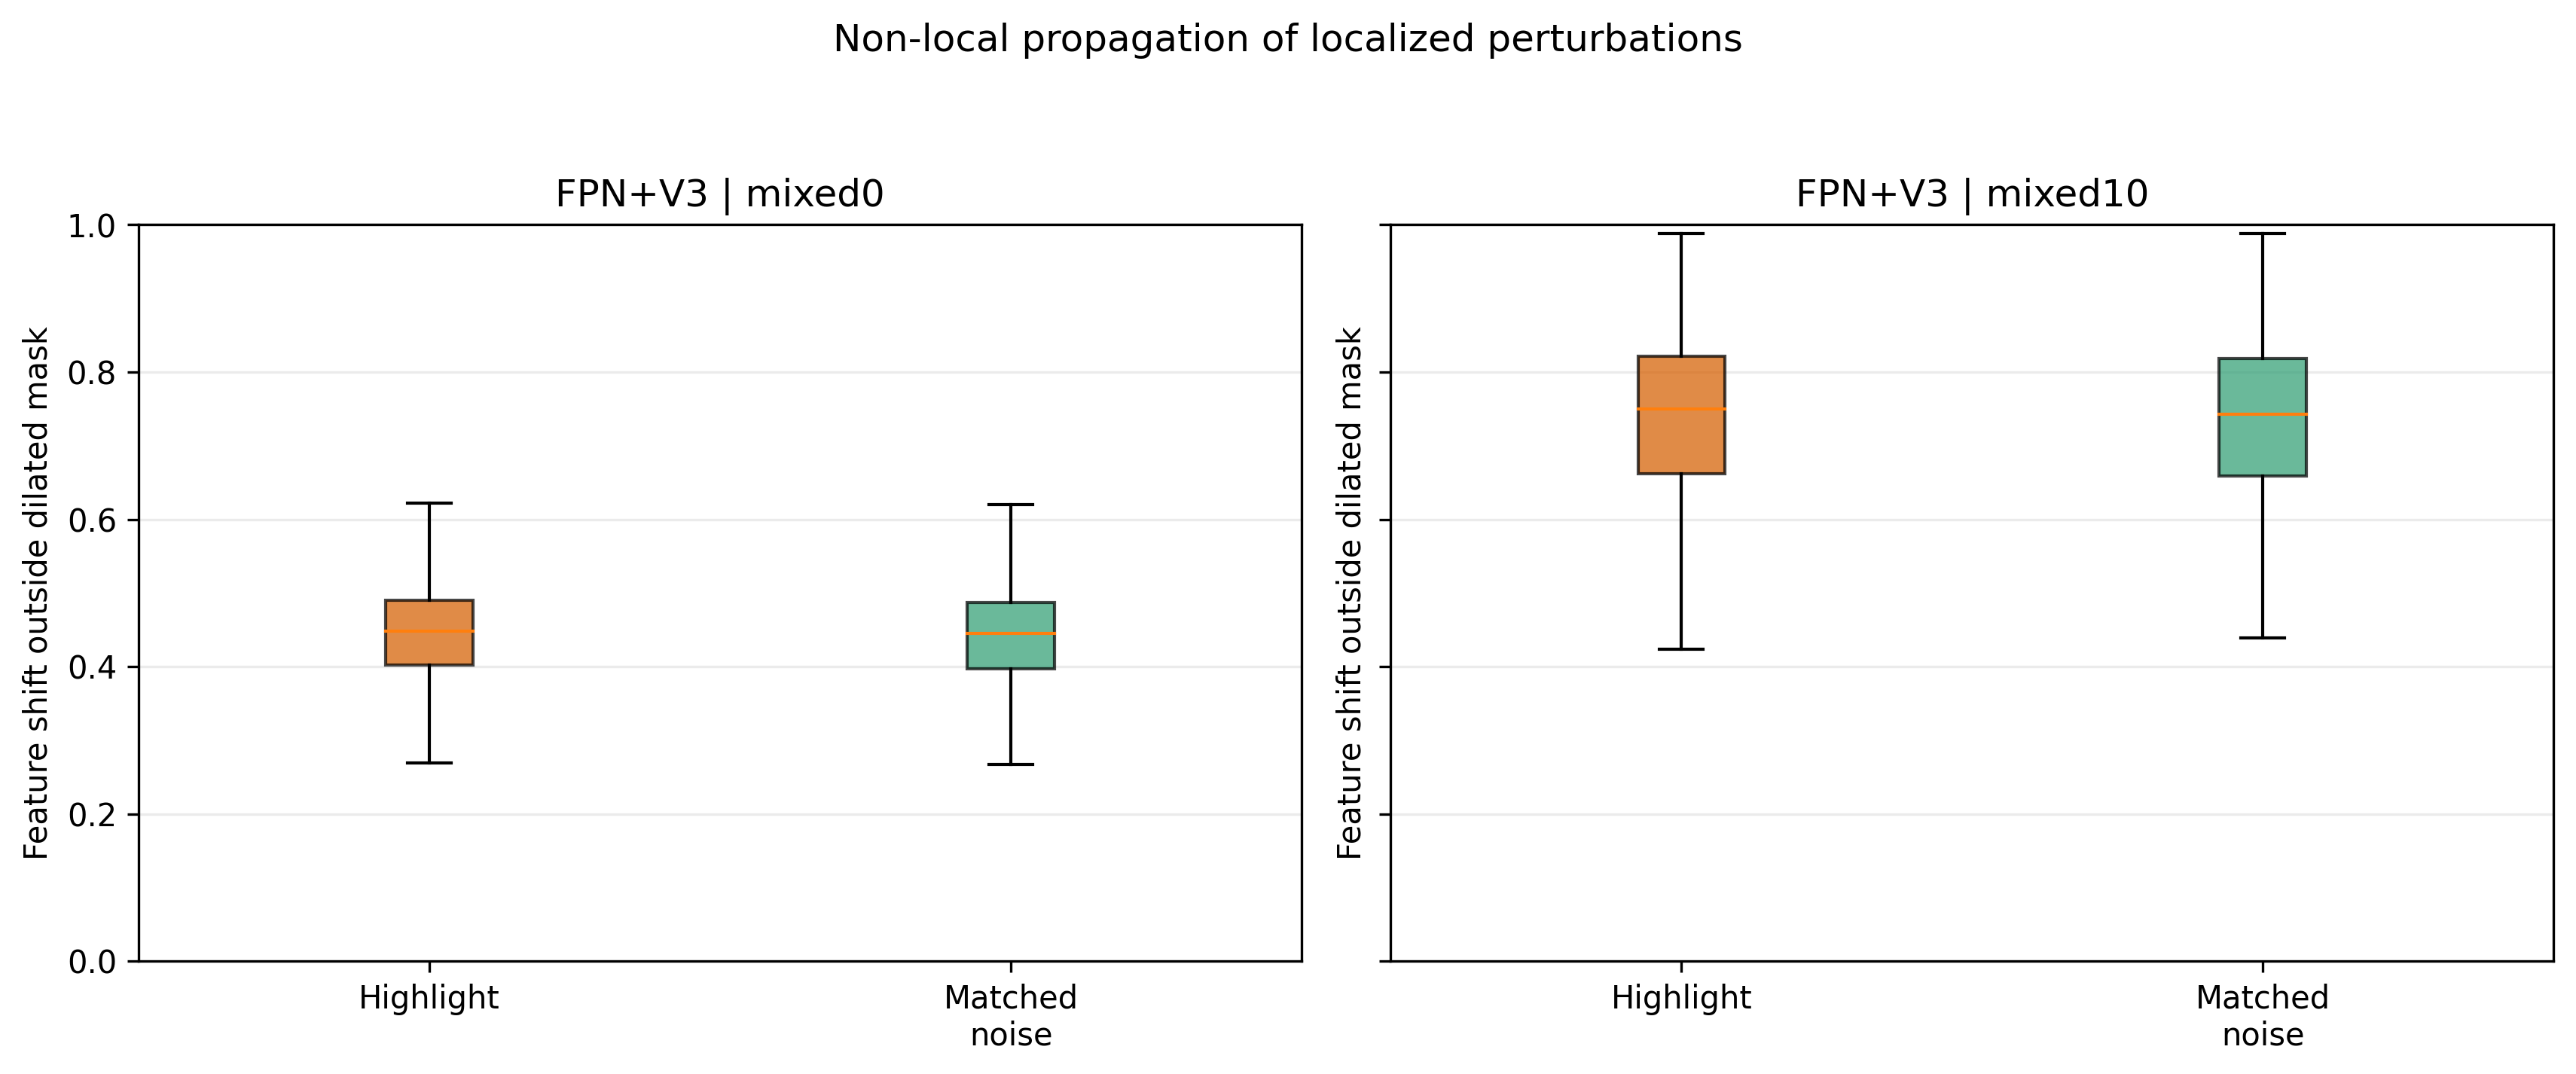 Non-local propagation of localized perturbations
FPN+V3 | mixed0
Feature shift outside dilated mask
1.0
0.8
0.6
0.4
0.2
0.0
Highlight
Matched
noise
FPN+V3 | mixed10
Feature shift outside dilated mask
Highlight
Matched
noise